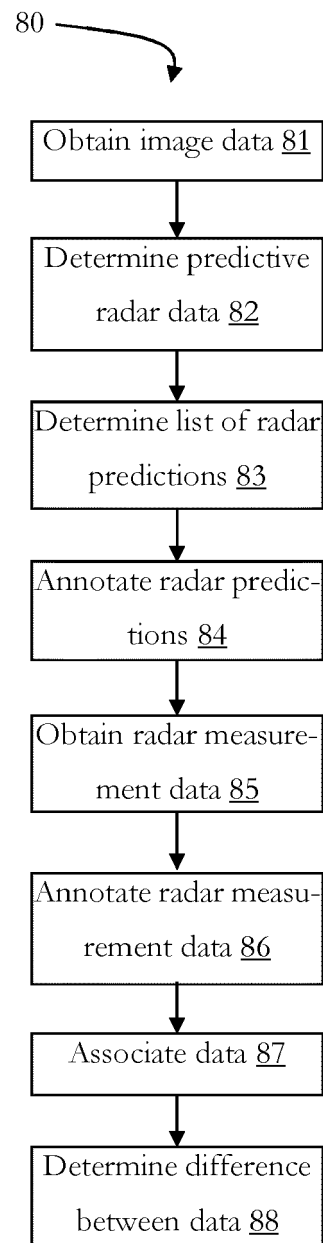 80
Obtain image data 81
Determine predictive
radar data 82
Determine list of radar
predictions 83
Annotate radar predic-
tions 84
Obtain radar measure-
ment data 85
Annotate radar measu-
rement data 86
Associate data 87
Determine difference
between data 88